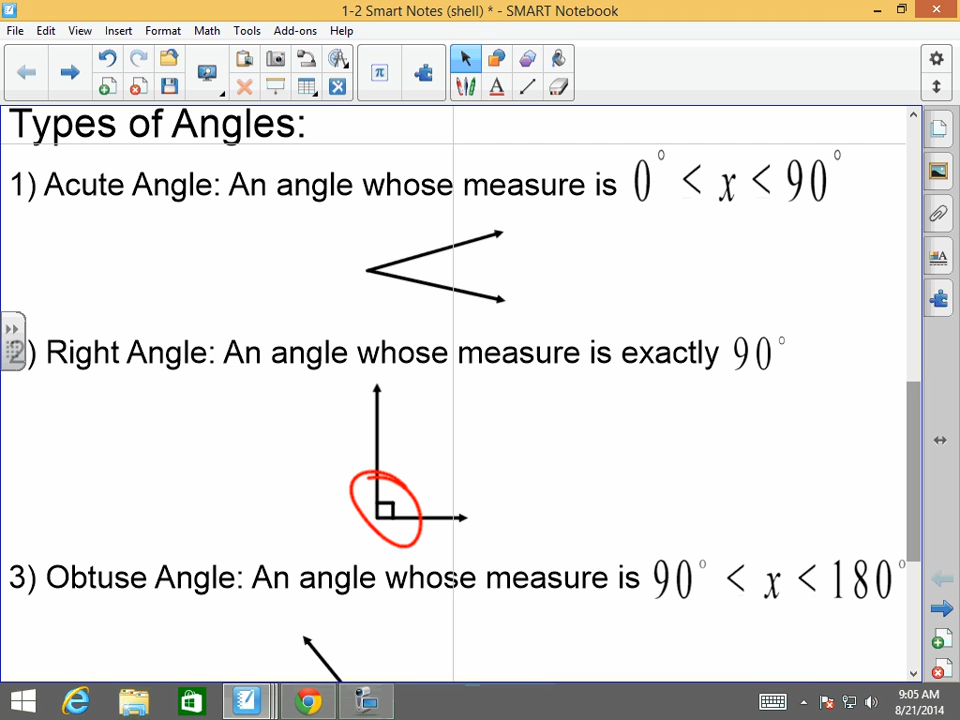 1-2 Smart Notes (shell) * - SMART Notebook
File Edit View Insert Format Math Tools Add-ons Help
π
A
Types of Angles:
1) Acute Angle: An angle whose measure is 0° < x < 90°
2) Right Angle: An angle whose measure is exactly 90°
3) Obtuse Angle: An angle whose measure is 90° < x < 180°
9:05 AM
8/21/2014